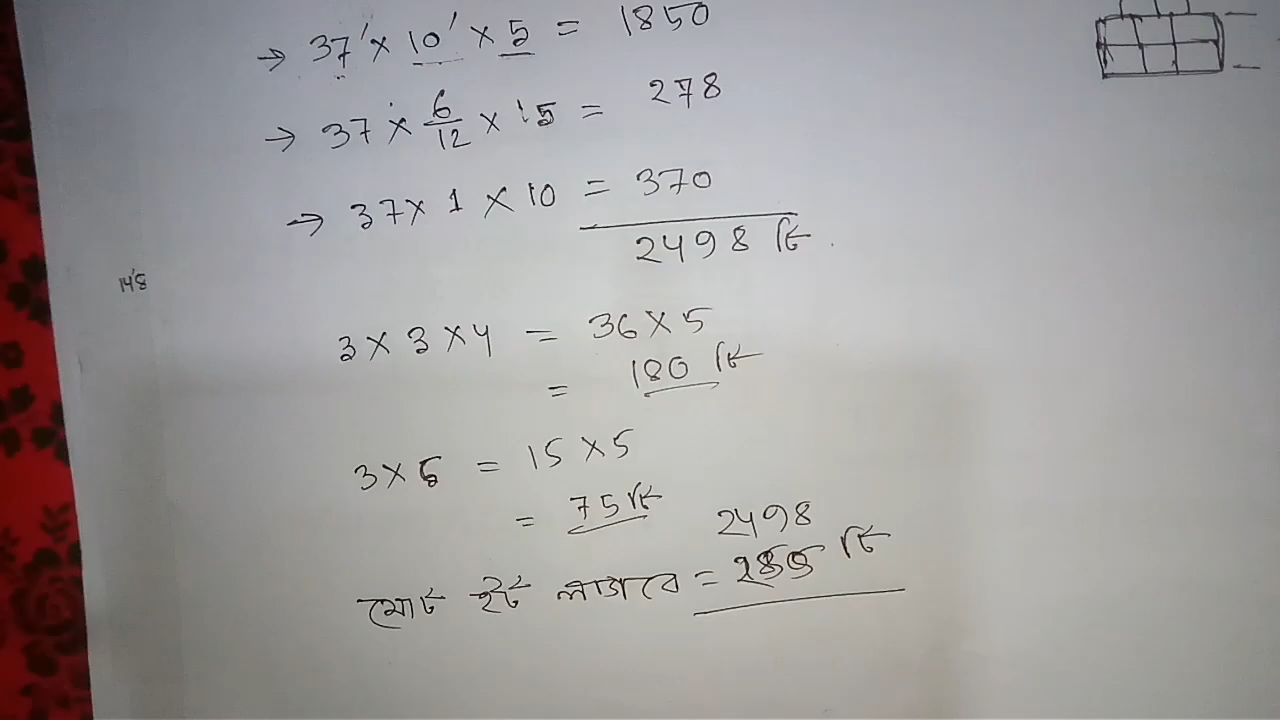 → 37' × 10' × 5 = 1850
→ 37 × 6/12 × 15 = 278
→ 37 × 1 × 10 = 370
2498 টি
14'8
3 × 3 × 4 = 36 × 5
= 180 টি
3 × 5 = 15 × 5
= 75 টি
2498
মোট ইট লাগবে = 255 টি